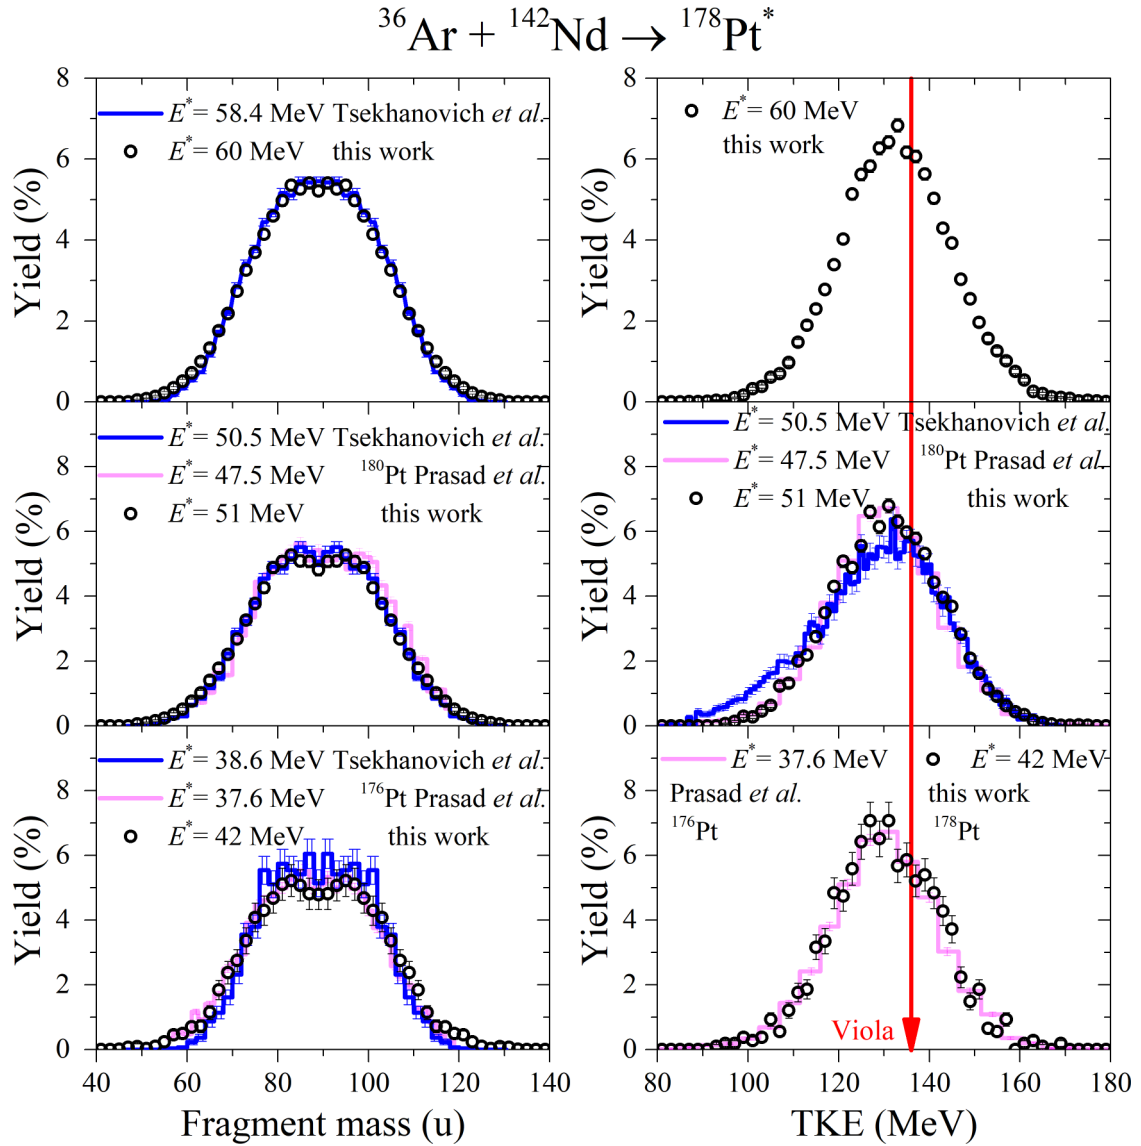 ³⁶Ar + ¹⁴²Nd → ¹⁷⁸Pt*
8
6
4
2
0
Yield (%)
E* = 58.4 MeV Tsekhanovich et al.
E* = 60 MeV this work
8
6
4
2
0
Yield (%)
E* = 60 MeV
this work
8
6
4
2
0
Yield (%)
E* = 50.5 MeV Tsekhanovich et al.
E* = 47.5 MeV ¹⁸⁰Pt Prasad et al.
E* = 51 MeV this work
8
6
4
2
0
Yield (%)
E* = 50.5 MeV Tsekhanovich et al.
E* = 47.5 MeV ¹⁸⁰Pt Prasad et al.
E* = 51 MeV this work
8
6
4
2
0
Yield (%)
E* = 38.6 MeV Tsekhanovich et al.
E* = 37.6 MeV ¹⁷⁶Pt Prasad et al.
E* = 42 MeV this work
40 60 80 100 120 140
Fragment mass (u)
8
6
4
2
0
Yield (%)
E* = 37.6 MeV
Prasad et al.
¹⁷⁶Pt
E* = 42 MeV
this work
¹⁷⁸Pt
Viola
80 100 120 140 160 180
TKE (MeV)